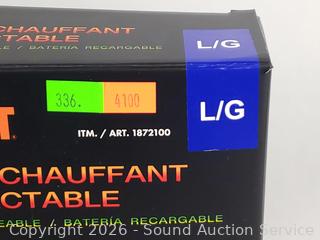 CHAUFFANT
CTABLE
/ BATERÍA RECARGABLE
L/G
336. 4100
L/G
T.
ITM. / ART. 1872100
CHAUFFANT
CTABLE
EABLE / BATERÍA RECARGABLE
Copyright 2026 - Sound Auction Service